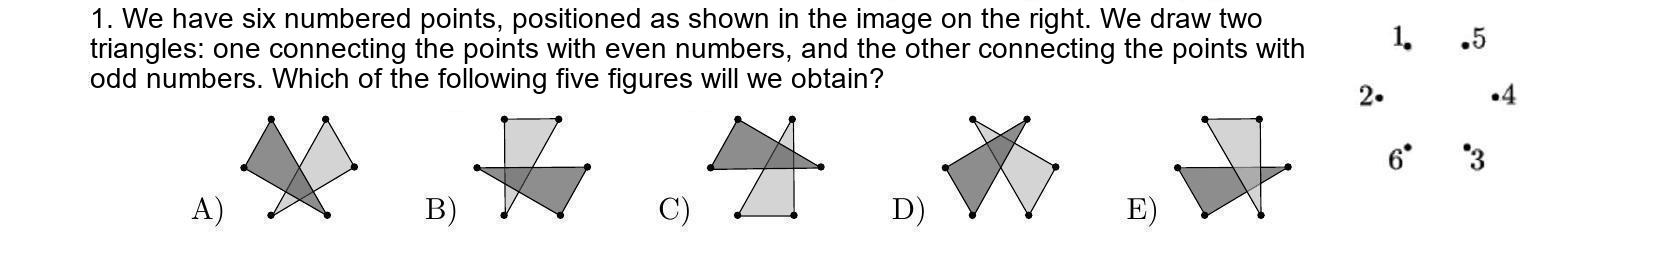 1. We have six numbered points, positioned as shown in the image on the right. We draw two
triangles: one connecting the points with even numbers, and the other connecting the points with
odd numbers. Which of the following five figures will we obtain?
1 5
2 4
6 3
A) B) C) D) E)